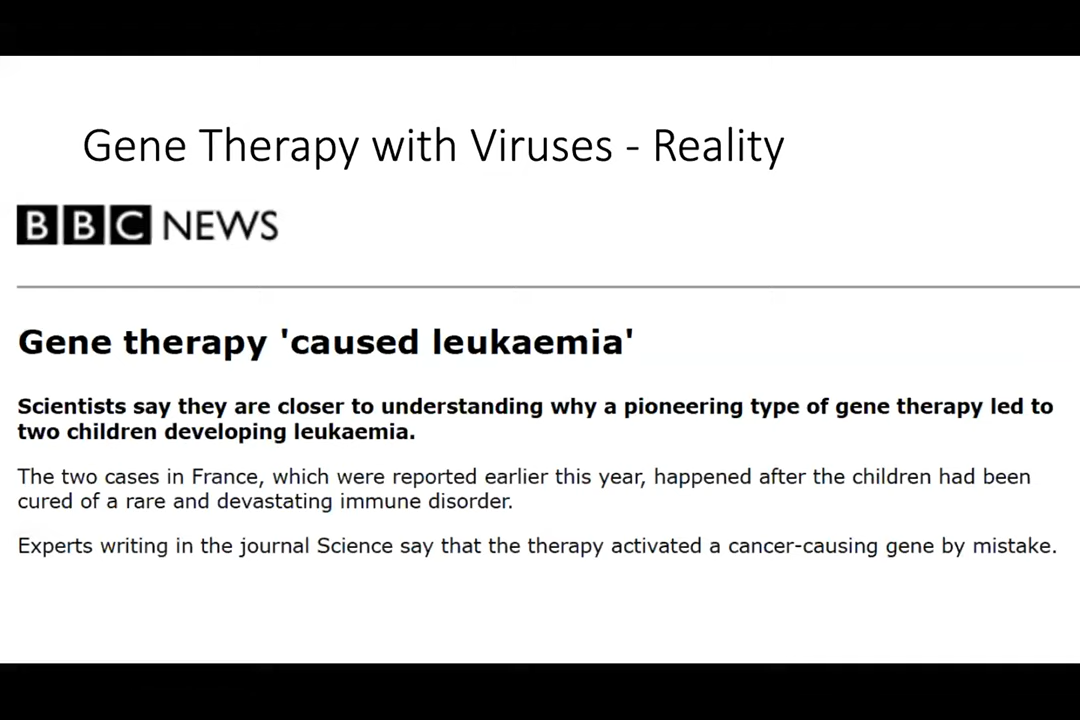 Gene Therapy with Viruses - Reality
BBC NEWS
Gene therapy 'caused leukaemia'
Scientists say they are closer to understanding why a pioneering type of gene therapy led to
two children developing leukaemia.
The two cases in France, which were reported earlier this year, happened after the children had been
cured of a rare and devastating immune disorder.
Experts writing in the journal Science say that the therapy activated a cancer-causing gene by mistake.